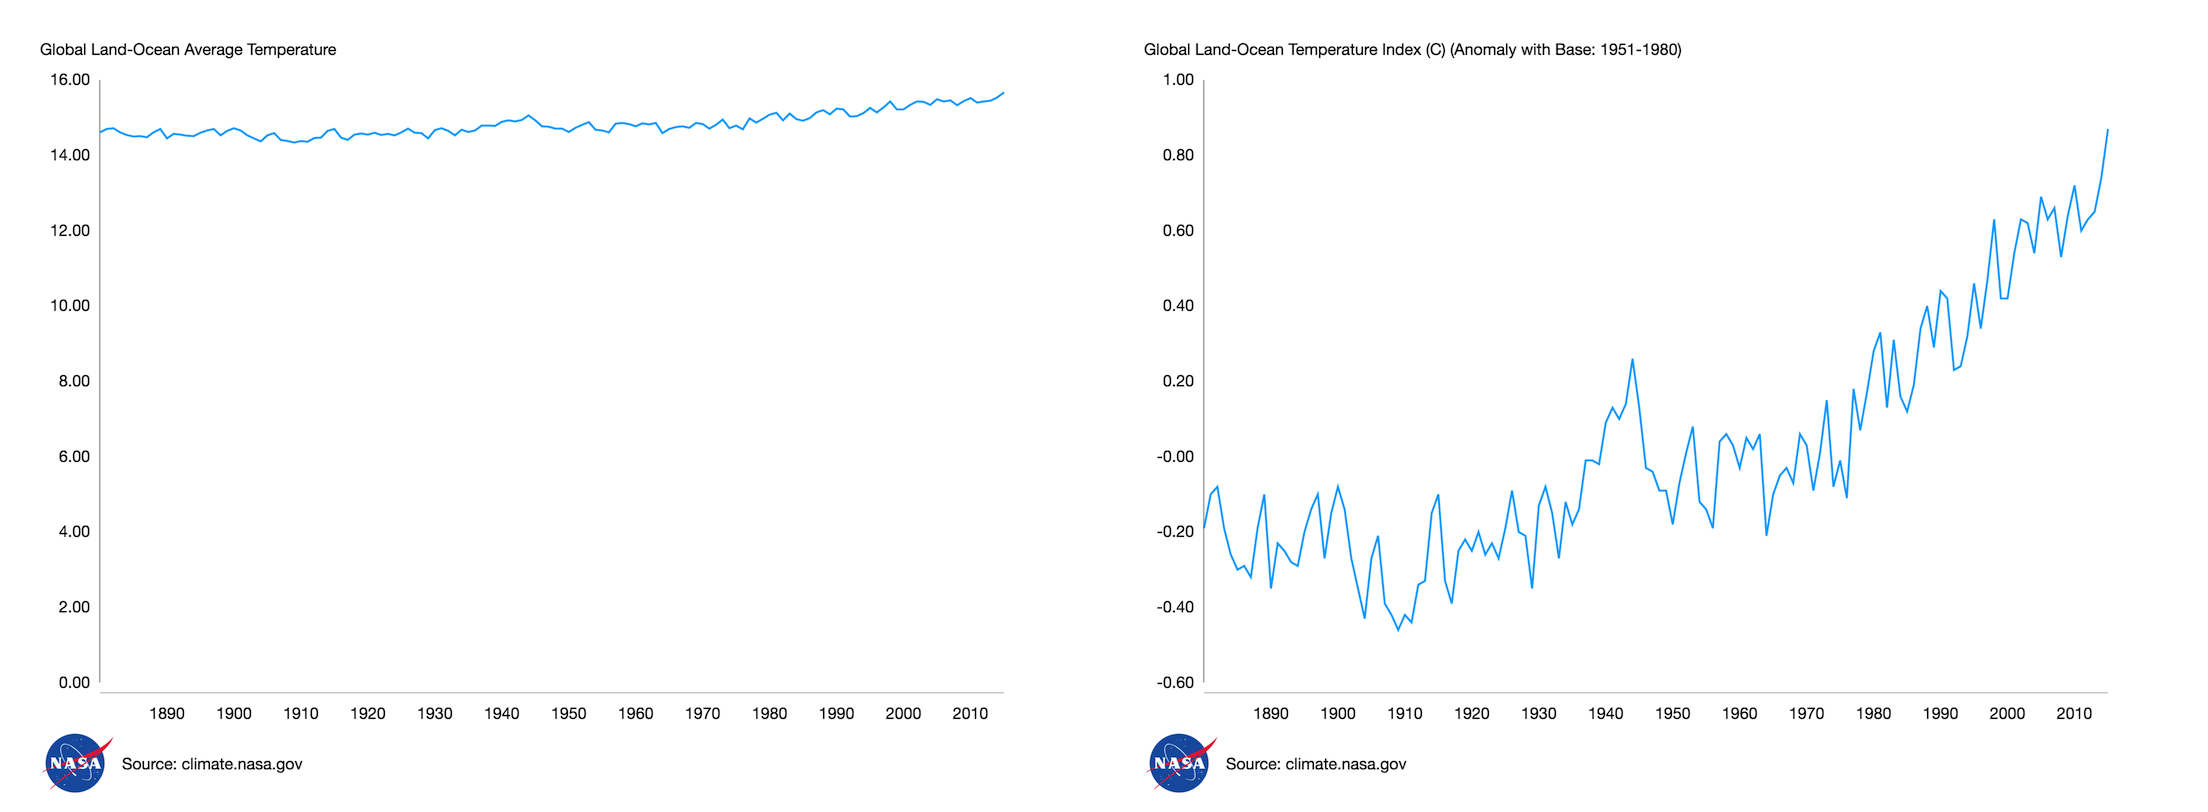 Global Land-Ocean Average Temperature
16.00
14.00
12.00
10.00
8.00
6.00
4.00
2.00
0.00
1890 1900 1910 1920 1930 1940 1950 1960 1970 1980 1990 2000 2010
NASA
Source: climate.nasa.gov
Global Land-Ocean Temperature Index (C) (Anomaly with Base: 1951-1980)
1.00
0.80
0.60
0.40
0.20
-0.00
-0.20
-0.40
-0.60
1890 1900 1910 1920 1930 1940 1950 1960 1970 1980 1990 2000 2010
NASA
Source: climate.nasa.gov